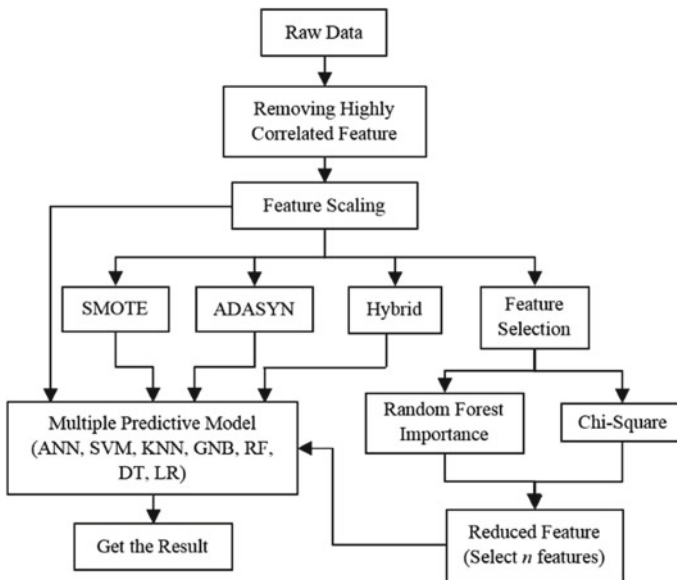 Raw Data
Removing Highly
Correlated Feature
Feature Scaling
SMOTE
ADASYN
Hybrid
Feature
Selection
Random Forest
Importance
Chi-Square
Multiple Predictive Model
(ANN, SVM, KNN, GNB, RF,
DT, LR)
Get the Result
Reduced Feature
(Select n features)